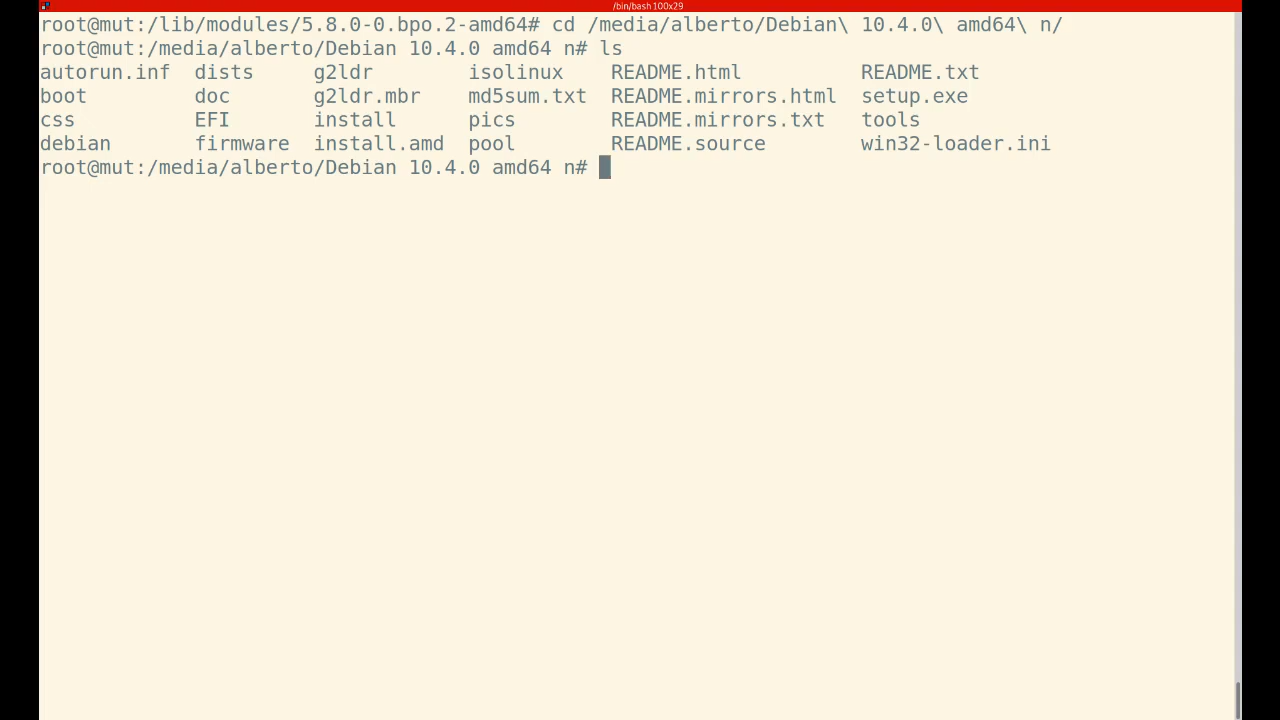 /bin/bash 100x29
root@mut:/lib/modules/5.8.0-0.bpo.2-amd64# cd /media/alberto/Debian\ 10.4.0\ amd64\ n/
root@mut:/media/alberto/Debian 10.4.0 amd64 n# ls
autorun.inf  dists     g2ldr        isolinux    README.html          README.txt
boot         doc       g2ldr.mbr    md5sum.txt  README.mirrors.html  setup.exe
css          EFI       install      pics        README.mirrors.txt   tools
debian       firmware  install.amd  pool        README.source        win32-loader.ini
root@mut:/media/alberto/Debian 10.4.0 amd64 n#